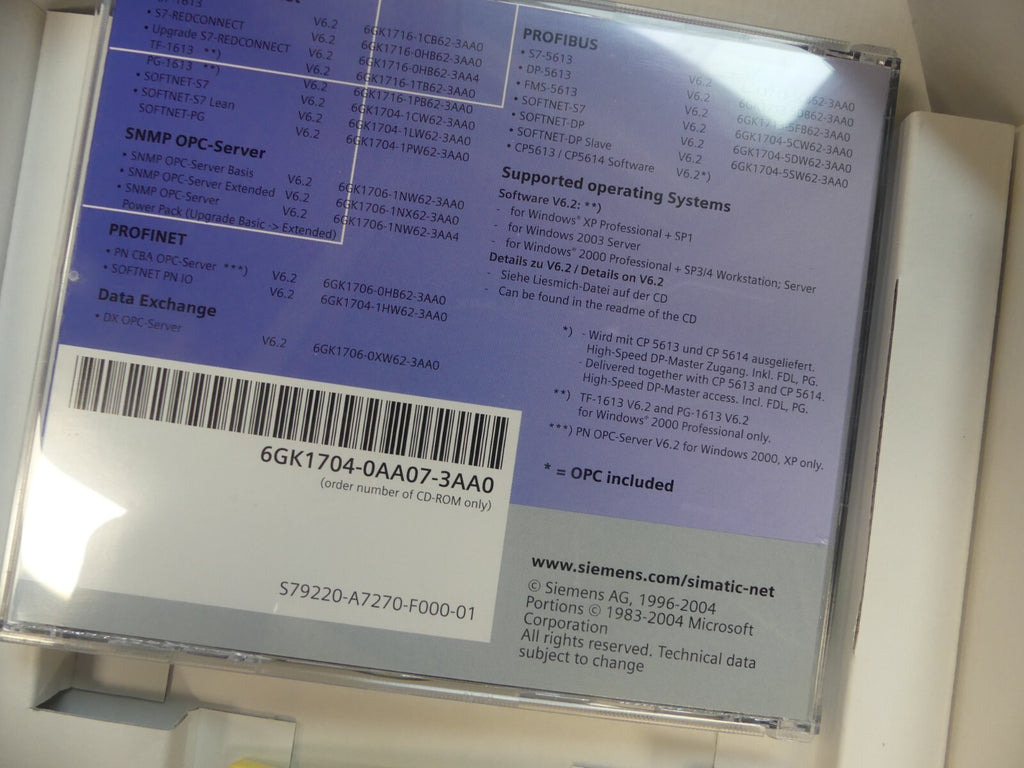 S7-1613 V6.2 6GK1716-1CB62-3AA0
• S7-REDCONNECT V6.2 6GK1716-0HB62-3AA0
• Upgrade S7-REDCONNECT V6.2 6GK1716-0HB62-3AA4
TF-1613 **) V6.2 6GK1716-1TB62-3AA0
PG-1613 **) V6.2 6GK1716-1PB62-3AA0
• SOFTNET-S7 V6.2 6GK1704-1CW62-3AA0
• SOFTNET-S7 Lean V6.2 6GK1704-1LW62-3AA0
SOFTNET-PG V6.2 6GK1704-1PW62-3AA0
SNMP OPC-Server
• SNMP OPC-Server Basis V6.2 6GK1706-1NW62-3AA0
• SNMP OPC-Server Extended V6.2 6GK1706-1NX62-3AA0
• SNMP OPC-Server V6.2 6GK1706-1NW62-3AA4
Power Pack (Upgrade Basic -> Extended)
PROFINET
• PN CBA OPC-Server ***) V6.2 6GK1706-0HB62-3AA0
• SOFTNET PN IO V6.2 6GK1704-1HW62-3AA0
Data Exchange
• DX OPC-Server V6.2 6GK1706-0XW62-3AA0
6GK1704-0AA07-3AA0
(order number of CD-ROM only)
S79220-A7270-F000-01
PROFIBUS
• S7-5613 V6.2
• DP-5613 V6.2
• FMS-5613 V6.2
• SOFTNET-S7 V6.2 6GK1704-5CW62-3AA0
• SOFTNET-DP V6.2 6GK1704-5DW62-3AA0
• SOFTNET-DP Slave V6.2 6GK1704-5SW62-3AA0
• CP5613 / CP5614 Software V6.2*)
Supported operating Systems
Software V6.2: **)
- for Windows® XP Professional + SP1
- for Windows 2003 Server
- for Windows® 2000 Professional + SP3/4 Workstation; Server
Details zu V6.2 / Details on V6.2
- Siehe Liesmich-Datei auf der CD
- Can be found in the readme of the CD
*) - Wird mit CP 5613 und CP 5614 ausgeliefert.
High-Speed DP-Master Zugang. Inkl. FDL, PG.
- Delivered together with CP 5613 and CP 5614.
High-Speed DP-Master access. Incl. FDL, PG.
**) TF-1613 V6.2 and PG-1613 V6.2
for Windows® 2000 Professional only.
***) PN OPC-Server V6.2 for Windows 2000, XP only.
* = OPC included
www.siemens.com/simatic-net
© Siemens AG, 1996-2004
Portions © 1983-2004 Microsoft
Corporation
All rights reserved. Technical data
subject to change